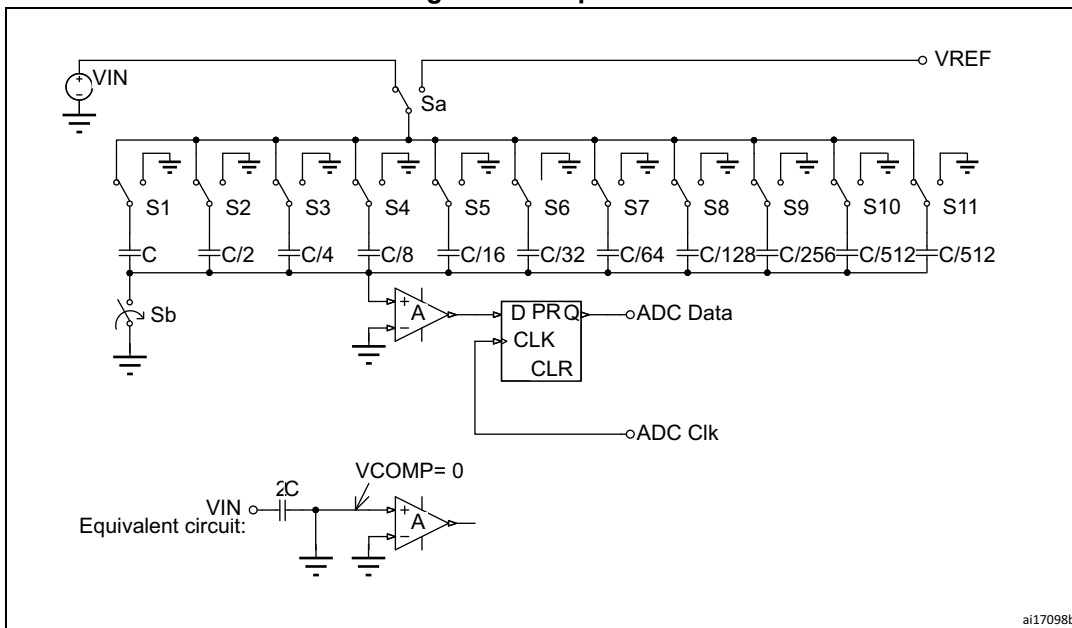 VIN
VREF
Sa
S1 S2 S3 S4 S5 S6 S7 S8 S9 S10 S11
C C/2 C/4 C/8 C/16 C/32 C/64 C/128 C/256 C/512 C/512
Sb
+
A
−
D PR Q
CLK
CLR
ADC Data
ADC Clk
VCOMP= 0
2C
VIN
Equivalent circuit:
+
A
−
ai17098b